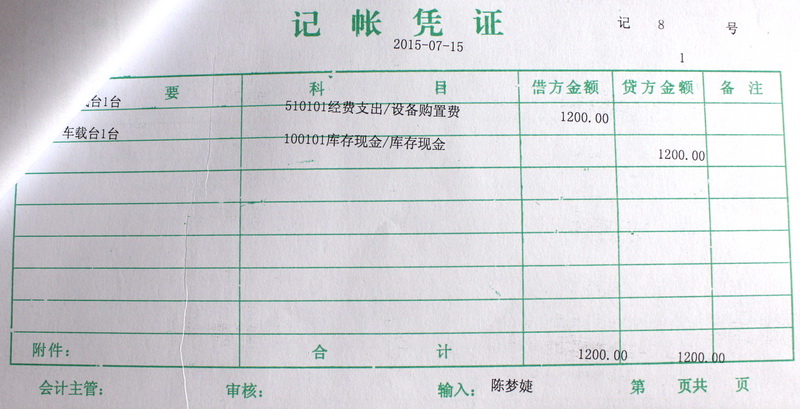 记帐凭证
记 8 号
2015-07-15
1
要 科目 借方金额 贷方金额 备注
台1台 510101经费支出/设备购置费 1200.00
车载台1台 100101库存现金/库存现金 1200.00
附件： 合计 1200.00 1200.00
会计主管： 审核： 输入： 陈梦婕 第 页共 页